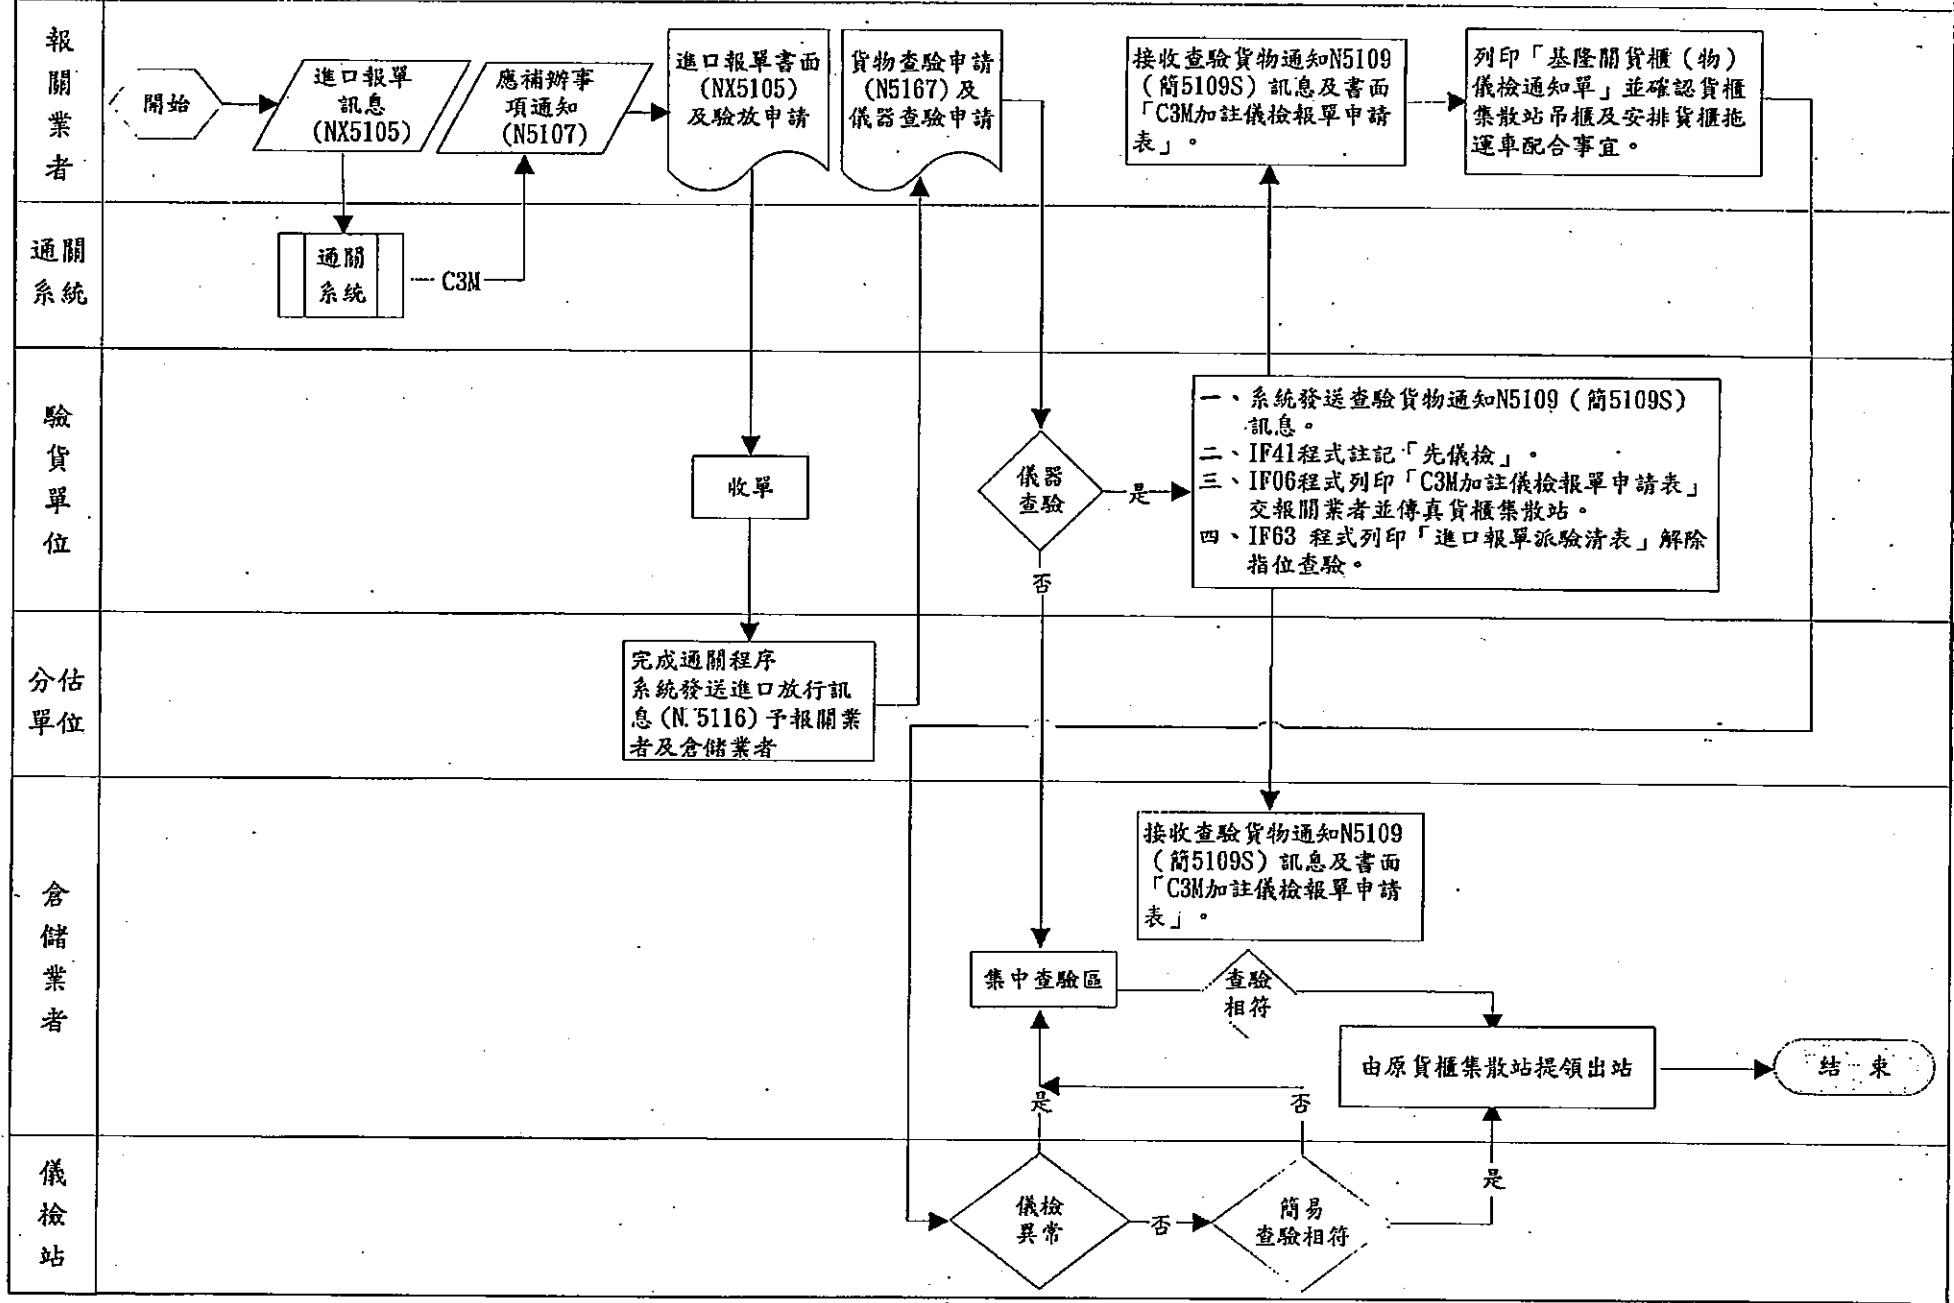 報
關
業
者
開始
進口報單
訊息
(NX5105)
應補辦事
項通知
(N5107)
進口報單書面
(NX5105)
及驗放申請
貨物查驗申請
(N5167)及
儀器查驗申請
接收查驗貨物通知N5109
(簡5109S)訊息及書面
「C3M加註儀檢報單申請
表」。
列印「基隆關貨櫃(物)
儀檢通知單」並確認貨櫃
集散站吊櫃及安排貨櫃拖
運車配合事宜。
通關
系統
通關
系統
C3M
驗
貨
單
位
收單
儀器
查驗
是
否
一、系統發送查驗貨物通知N5109(簡5109S)
訊息。
二、IF41程式註記「先儀檢」。
三、IF06程式列印「C3M加註儀檢報單申請表」
交報關業者並傳真貨櫃集散站。
四、IF63 程式列印「進口報單派驗清表」解除
指位查驗。
分估
單位
完成通關程序
系統發送進口放行訊
息(N 5116)予報關業
者及倉儲業者
倉
儲
業
者
接收查驗貨物通知N5109
(簡5109S)訊息及書面
「C3M加註儀檢報單申請
表」。
集中查驗區
查驗
相符
由原貨櫃集散站提領出站
結 束
是
否
儀
檢
站
儀檢
異常
否
簡易
查驗相符
是